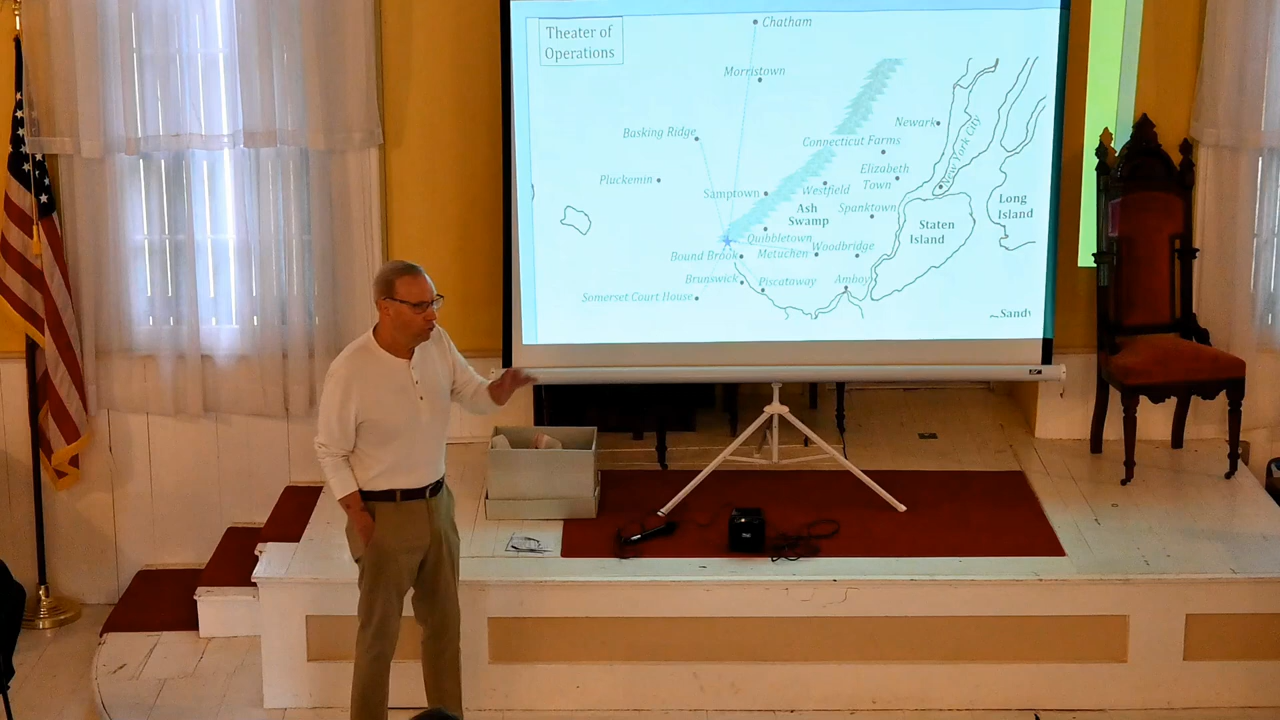 Theater of
Operations
Chatham
Morristown
Newark
Basking Ridge
Connecticut Farms
New York City
Elizabeth
Town
Pluckemin
Samptown
Westfield
Ash
Swamp
Spanktown
Long
Island
Staten
Island
Quibbletown
Woodbridge
Bound Brook
Metuchen
Brunswick
Piscataway
Amboy
Somerset Court House
Sandy